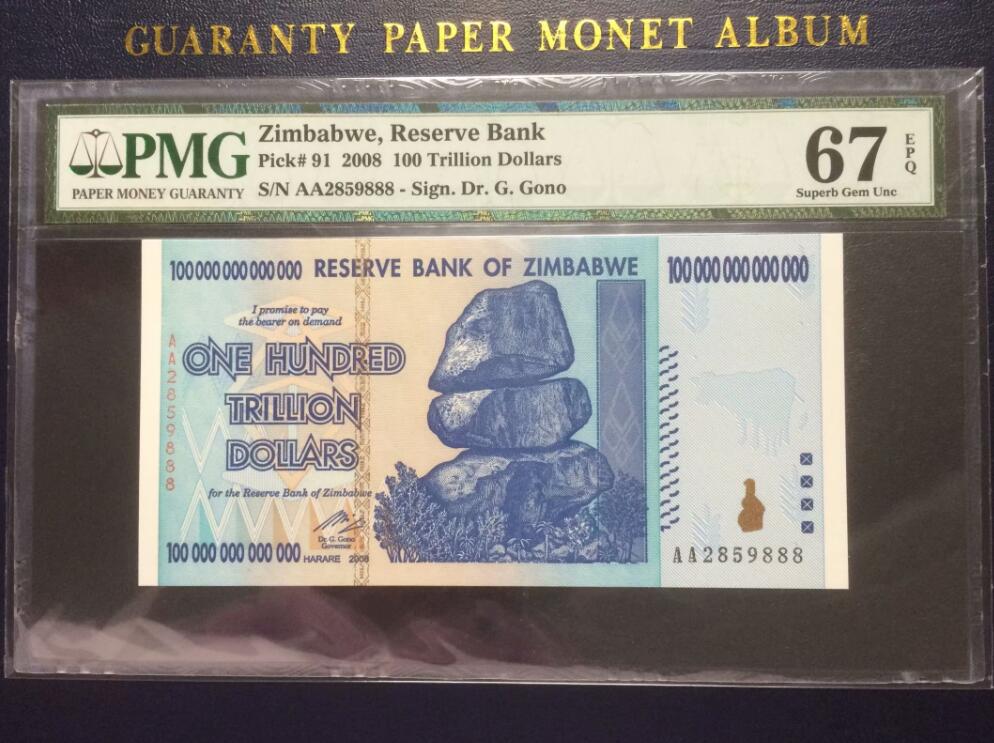 GUARANTY PAPER MONET ALBUM
PMG
PAPER MONEY GUARANTY
Zimbabwe, Reserve Bank
Pick# 91 2008 100 Trillion Dollars
S/N AA2859888 - Sign. Dr. G. Gono
67
EPQ
Superb Gem Unc
100 000 000 000 000 RESERVE BANK OF ZIMBABWE 100 000 000 000 000
I promise to pay
the bearer on demand
ONE HUNDRED
TRILLION
DOLLARS
AA2859888
for the Reserve Bank of Zimbabwe
Dr. G. Gono
Governor
100 000 000 000 000 HARARE 2008
AA2859888